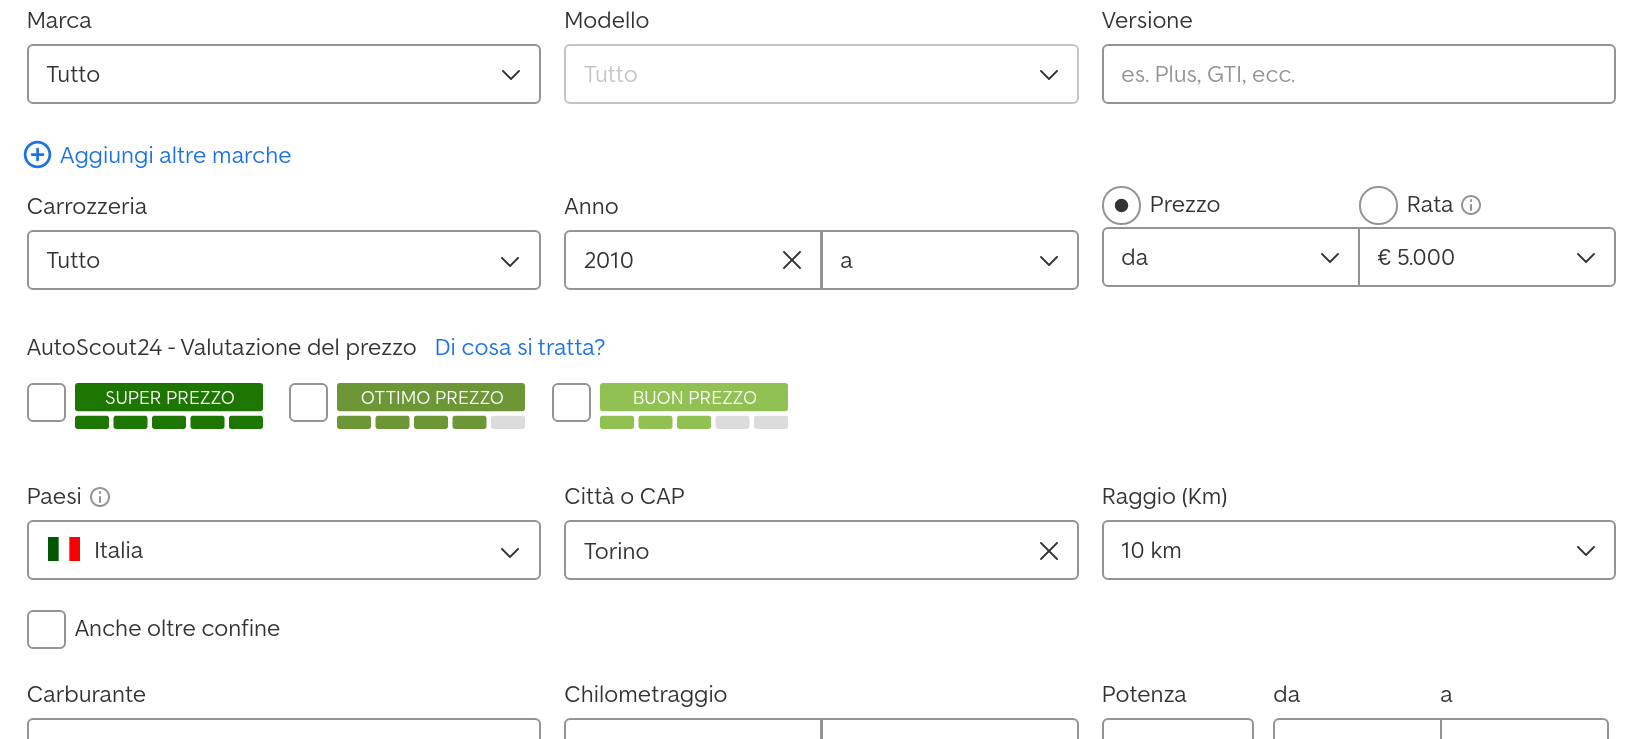 Marca Modello Versione
Tutto Tutto es. Plus, GTI, ecc.
Aggiungi altre marche
Carrozzeria Anno Prezzo Rata
Tutto 2010 a da € 5.000
AutoScout24 - Valutazione del prezzo Di cosa si tratta?
SUPER PREZZO OTTIMO PREZZO BUON PREZZO
Paesi Città o CAP Raggio (Km)
Italia Torino 10 km
Anche oltre confine
Carburante Chilometraggio Potenza da a